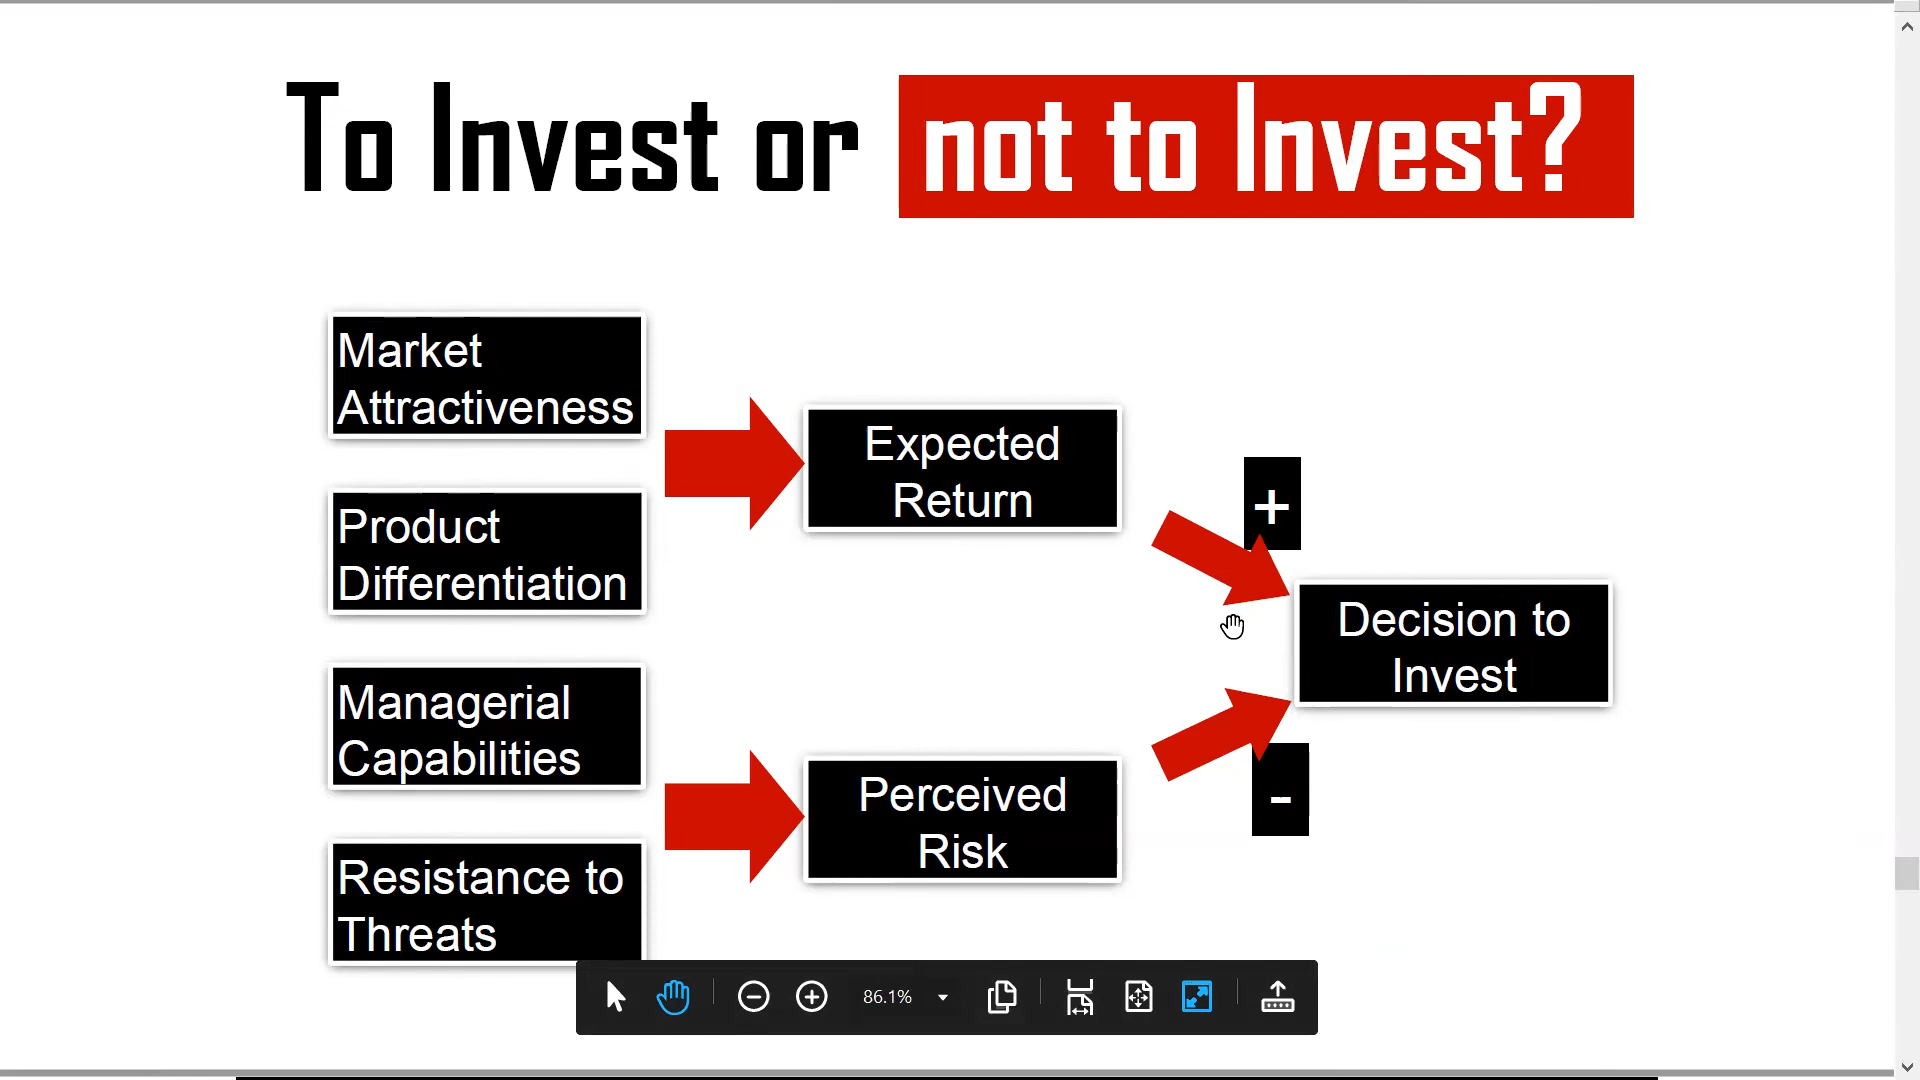 To Invest or not to Invest?
Market
Attractiveness
Product
Differentiation
Managerial
Capabilities
Resistance to
Threats
Expected
Return
Perceived
Risk
+
-
Decision to
Invest
86.1%